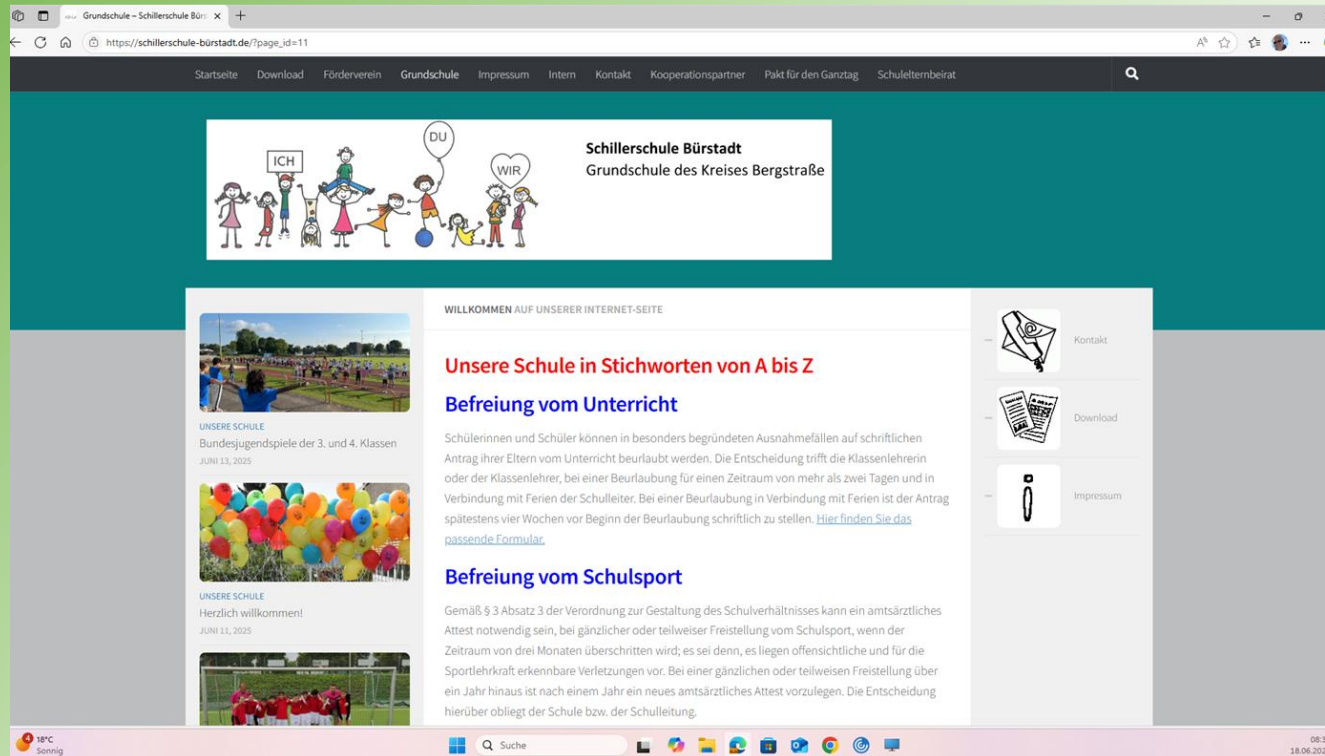 Grundschule – Schillerschule Bürs
https://schillerschule-bürstadt.de/?page_id=11
Startseite Download Förderverein Grundschule Impressum Intern Kontakt Kooperationspartner Pakt für den Ganztag Schulelternbeirat
ICH
DU
WIR
Schillerschule Bürstadt
Grundschule des Kreises Bergstraße
UNSERE SCHULE
Bundesjugendspiele der 3. und 4. Klassen
JUNI 13, 2025
UNSERE SCHULE
Herzlich willkommen!
JUNI 11, 2025
WILLKOMMEN AUF UNSERER INTERNET-SEITE
Unsere Schule in Stichworten von A bis Z
Befreiung vom Unterricht
Schülerinnen und Schüler können in besonders begründeten Ausnahmefällen auf schriftlichen
Antrag ihrer Eltern vom Unterricht beurlaubt werden. Die Entscheidung trifft die Klassenlehrerin
oder der Klassenlehrer, bei einer Beurlaubung für einen Zeitraum von mehr als zwei Tagen und in
Verbindung mit Ferien der Schulleiter. Bei einer Beurlaubung in Verbindung mit Ferien ist der Antrag
spätestens vier Wochen vor Beginn der Beurlaubung schriftlich zu stellen. Hier finden Sie das
passende Formular.
Befreiung vom Schulsport
Gemäß § 3 Absatz 3 der Verordnung zur Gestaltung des Schulverhältnisses kann ein amtsärztliches
Attest notwendig sein, bei gänzlicher oder teilweiser Freistellung vom Schulsport, wenn der
Zeitraum von drei Monaten überschritten wird; es sei denn, es liegen offensichtliche und für die
Sportlehrkraft erkennbare Verletzungen vor. Bei einer gänzlichen oder teilweisen Freistellung über
ein Jahr hinaus ist nach einem Jahr ein neues amtsärztliches Attest vorzulegen. Die Entscheidung
hierüber obliegt der Schule bzw. der Schulleitung.
Kontakt
Download
Impressum
4 18°C
Sonnig
Suche
08:3
18.06.20